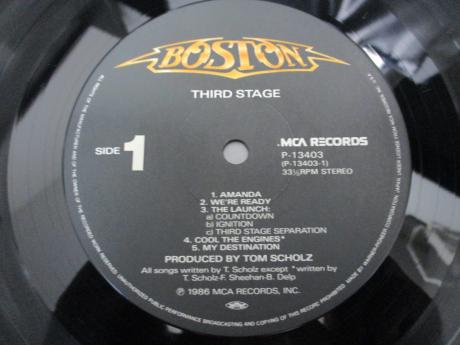 BOSTON
THIRD STAGE
SIDE 1
MCA RECORDS
P-13403
(P-13403-1)
33⅓RPM STEREO
1. AMANDA
2. WE'RE READY
3. THE LAUNCH:
a) COUNTDOWN
b) IGNITION
c) THIRD STAGE SEPARATION
4. COOL THE ENGINES*
5. MY DESTINATION
PRODUCED BY TOM SCHOLZ
All songs written by T. Scholz except * written by
T. Scholz-F. Sheehan-B. Delp
Ⓟ 1986 MCA RECORDS, INC.